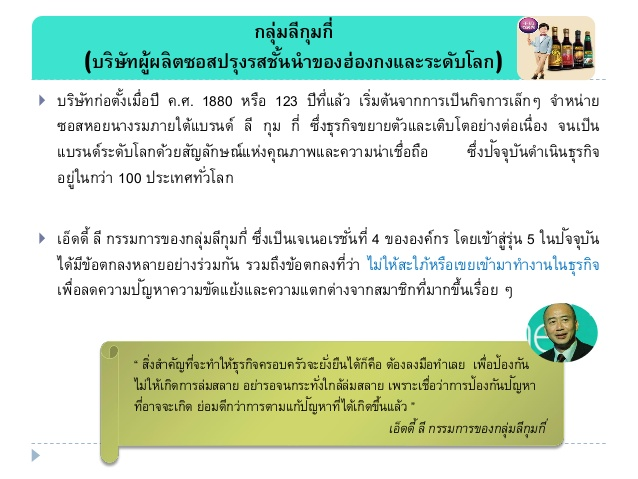 กลุ่มลีกุมกี่
(บริษัทผู้ผลิตซอสปรุงรสชั้นนำของฮ่องกงและระดับโลก)
บริษัทก่อตั้งเมื่อปี ค.ศ. 1880 หรือ 123 ปีที่แล้ว เริ่มต้นจากการเป็นกิจการเล็กๆ จำหน่าย
ซอสหอยนางรมภายใต้แบรนด์ ลี กุม กี่ ซึ่งธุรกิจขยายตัวและเติบโตอย่างต่อเนื่อง จนเป็น
แบรนด์ระดับโลกด้วยสัญลักษณ์แห่งคุณภาพและความน่าเชื่อถือ ซึ่งปัจจุบันดำเนินธุรกิจ
อยู่ในกว่า 100 ประเทศทั่วโลก
เอ็ดดี้ ลี กรรมการของกลุ่มลีกุมกี่ ซึ่งเป็นเจเนอเรชั่นที่ 4 ขององค์กร โดยเข้าสู่รุ่น 5 ในปัจจุบัน
ได้มีข้อตกลงหลายอย่างร่วมกัน รวมถึงข้อตกลงที่ว่า ไม่ให้สะใภ้หรือเขยเข้ามาทำงานในธุรกิจ
เพื่อลดความปัญหาความขัดแย้งและความแตกต่างจากสมาชิกที่มากขึ้นเรื่อย ๆ
“ สิ่งสำคัญที่จะทำให้ธุรกิจครอบครัวจะยั่งยืนได้ก็คือ ต้องลงมือทำเลย เพื่อป้องกัน
ไม่ให้เกิดการล่มสลาย อย่ารอจนกระทั่งใกล้ล่มสลาย เพราะเชื่อว่าการป้องกันปัญหา
ที่อาจจะเกิด ย่อมดีกว่าการตามแก้ปัญหาที่ได้เกิดขึ้นแล้ว ”
เอ็ดดี้ ลี กรรมการของกลุ่มลีกุมกี่